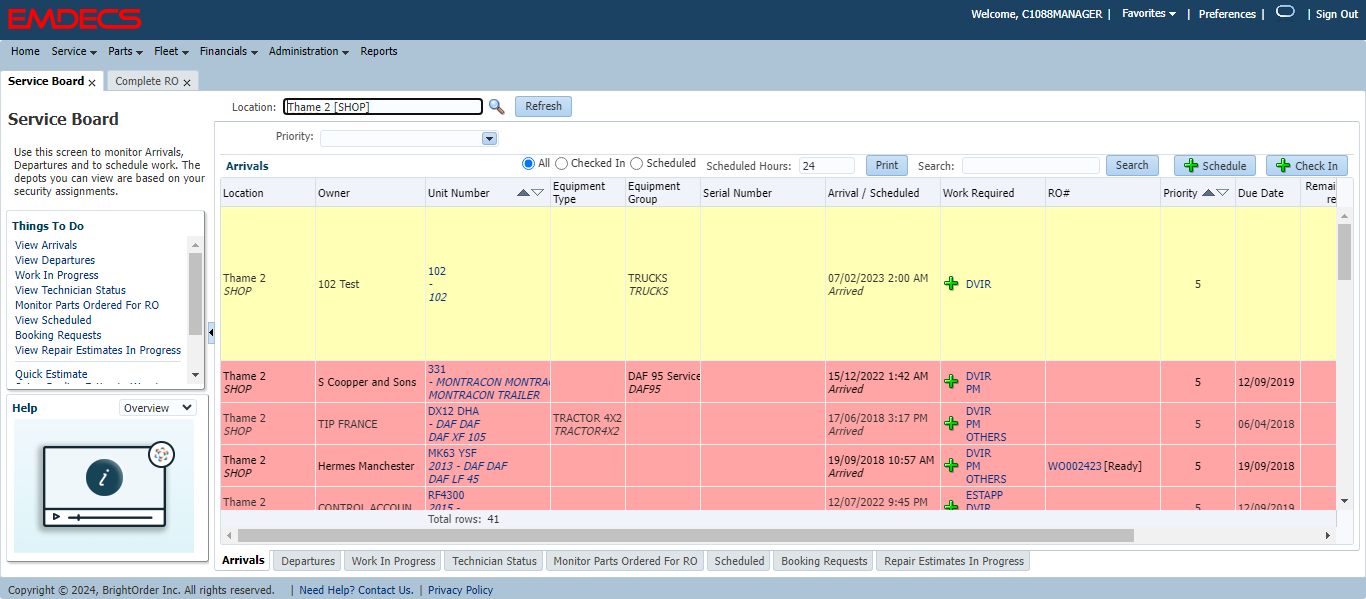 EMDECS
Welcome, C1088MANAGER | Favorites | Preferences | | Sign Out
Home Service Parts Fleet Financials Administration Reports
Service Board x Complete RO x
Service Board
Use this screen to monitor Arrivals,
Departures and to schedule work. The
depots you can view are based on your
security assignments.
Things To Do
View Arrivals
View Departures
Work In Progress
View Technician Status
Monitor Parts Ordered For RO
View Scheduled
Booking Requests
View Repair Estimates In Progress
Quick Estimate
Help Overview
Location: Thame 2 [SHOP] Refresh
Priority:
Arrivals All Checked In Scheduled Scheduled Hours: 24 Print Search: Search Schedule Check In
Location Owner Unit Number Equipment Type Equipment Group Serial Number Arrival / Scheduled Work Required RO# Priority Due Date Remai
re
Thame 2
SHOP
102 Test
102
-
102
TRUCKS
TRUCKS
07/02/2023 2:00 AM
Arrived
DVIR
5
Thame 2
SHOP
S Coopper and Sons
331
- MONTRACON MONTRA
MONTRACON TRAILER
DAF 95 Service
DAF95
15/12/2022 1:42 AM
Arrived
DVIR
PM
5
12/09/2019
Thame 2
SHOP
TIP FRANCE
DX12 DHA
- DAF DAF
DAF XF 105
TRACTOR 4X2
TRACTOR4X2
17/06/2018 3:17 PM
Arrived
DVIR
PM
OTHERS
5
06/04/2018
Thame 2
SHOP
Hermes Manchester
MK63 YSF
2013 - DAF DAF
DAF LF 45
19/09/2018 10:57 AM
Arrived
DVIR
PM
OTHERS
WO002423 [Ready]
5
19/09/2018
Thame 2
CONTROL ACCOUN
RF4300
2015 -
12/07/2022 9:45 PM
ESTAPP
DVIR
5
12/09/2019
Total rows: 41
Arrivals Departures Work In Progress Technician Status Monitor Parts Ordered For RO Scheduled Booking Requests Repair Estimates In Progress
Copyright © 2024, BrightOrder Inc. All rights reserved. | Need Help? Contact Us. | Privacy Policy